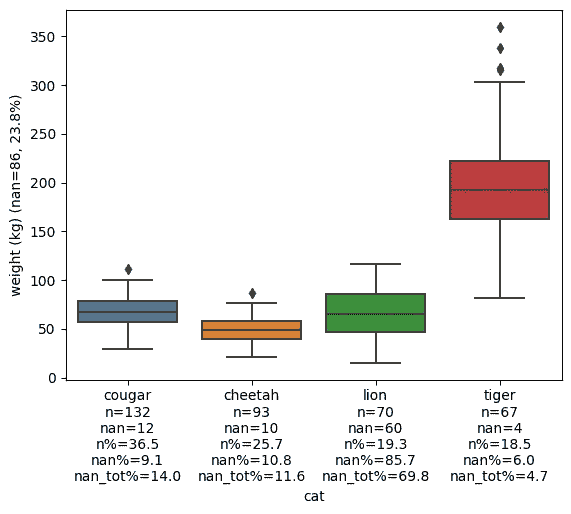 weight (kg) (nan=86, 23.8%)
350
300
250
200
150
100
50
0
cougar cheetah lion tiger
n=132 n=93 n=70 n=67
nan=12 nan=10 nan=60 nan=4
n%=36.5 n%=25.7 n%=19.3 n%=18.5
nan%=9.1 nan%=10.8 nan%=85.7 nan%=6.0
nan_tot%=14.0 nan_tot%=11.6 nan_tot%=69.8 nan_tot%=4.7
cat